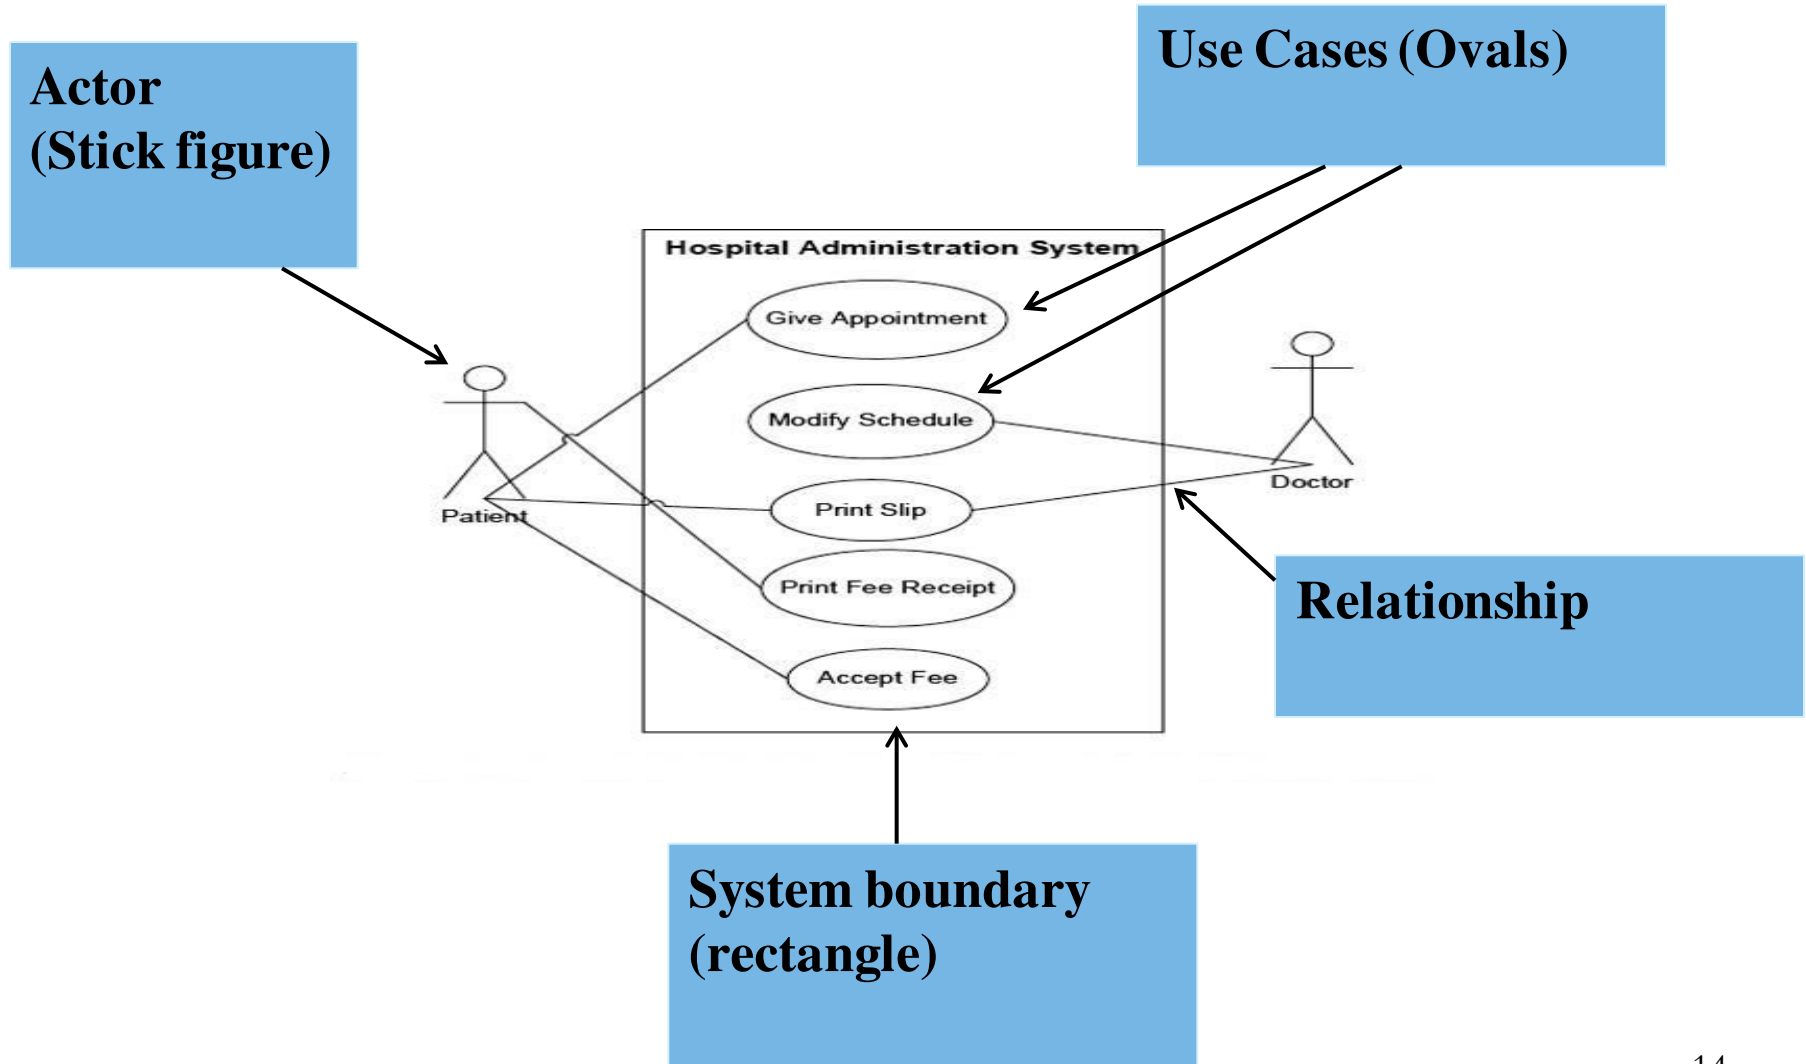 Use Cases (Ovals)
Actor
(Stick figure)
Hospital Administration System
Give Appointment
Modify Schedule
Doctor
Print Slip
Patient
Print Fee Receipt
Relationship
Accept Fee
System boundary
(rectangle)
14